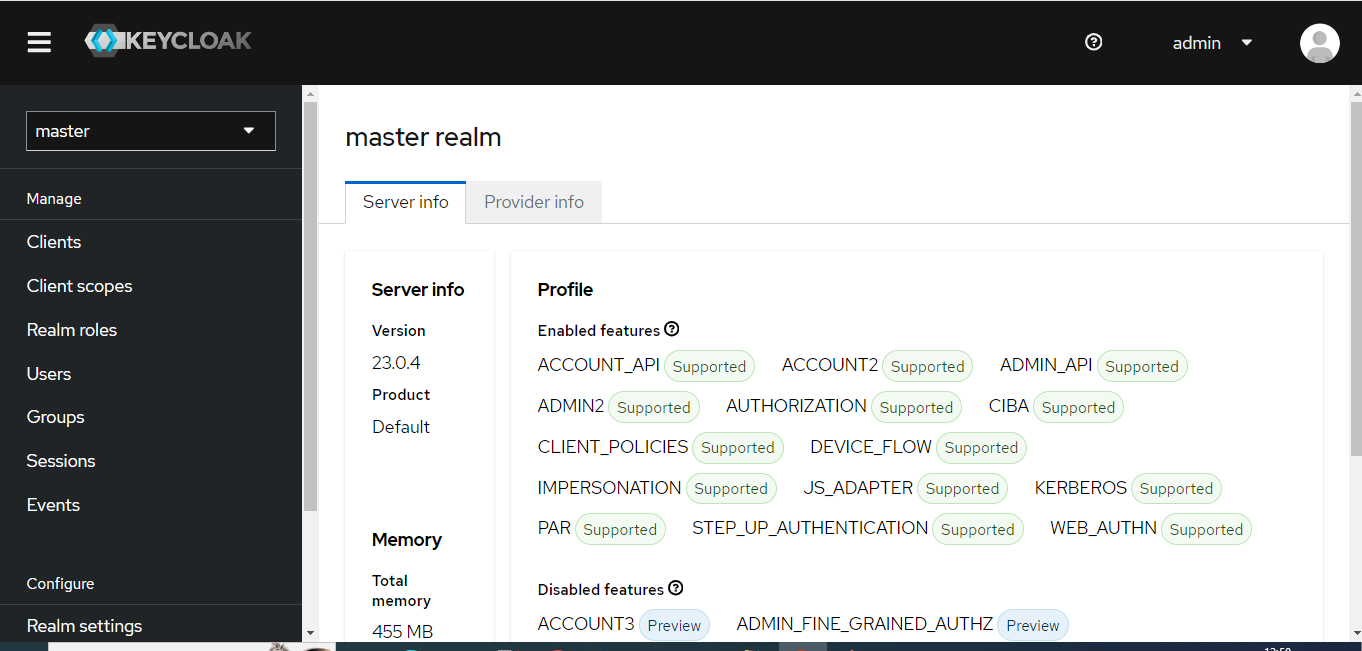 KEYCLOAK
admin
master
Manage
Clients
Client scopes
Realm roles
Users
Groups
Sessions
Events
Configure
Realm settings
master realm
Server info Provider info
Server info
Version
23.0.4
Product
Default
Memory
Total
memory
455 MB
Profile
Enabled features
ACCOUNT_API Supported ACCOUNT2 Supported ADMIN_API Supported
ADMIN2 Supported AUTHORIZATION Supported CIBA Supported
CLIENT_POLICIES Supported DEVICE_FLOW Supported
IMPERSONATION Supported JS_ADAPTER Supported KERBEROS Supported
PAR Supported STEP_UP_AUTHENTICATION Supported WEB_AUTHN Supported
Disabled features
ACCOUNT3 Preview ADMIN_FINE_GRAINED_AUTHZ Preview